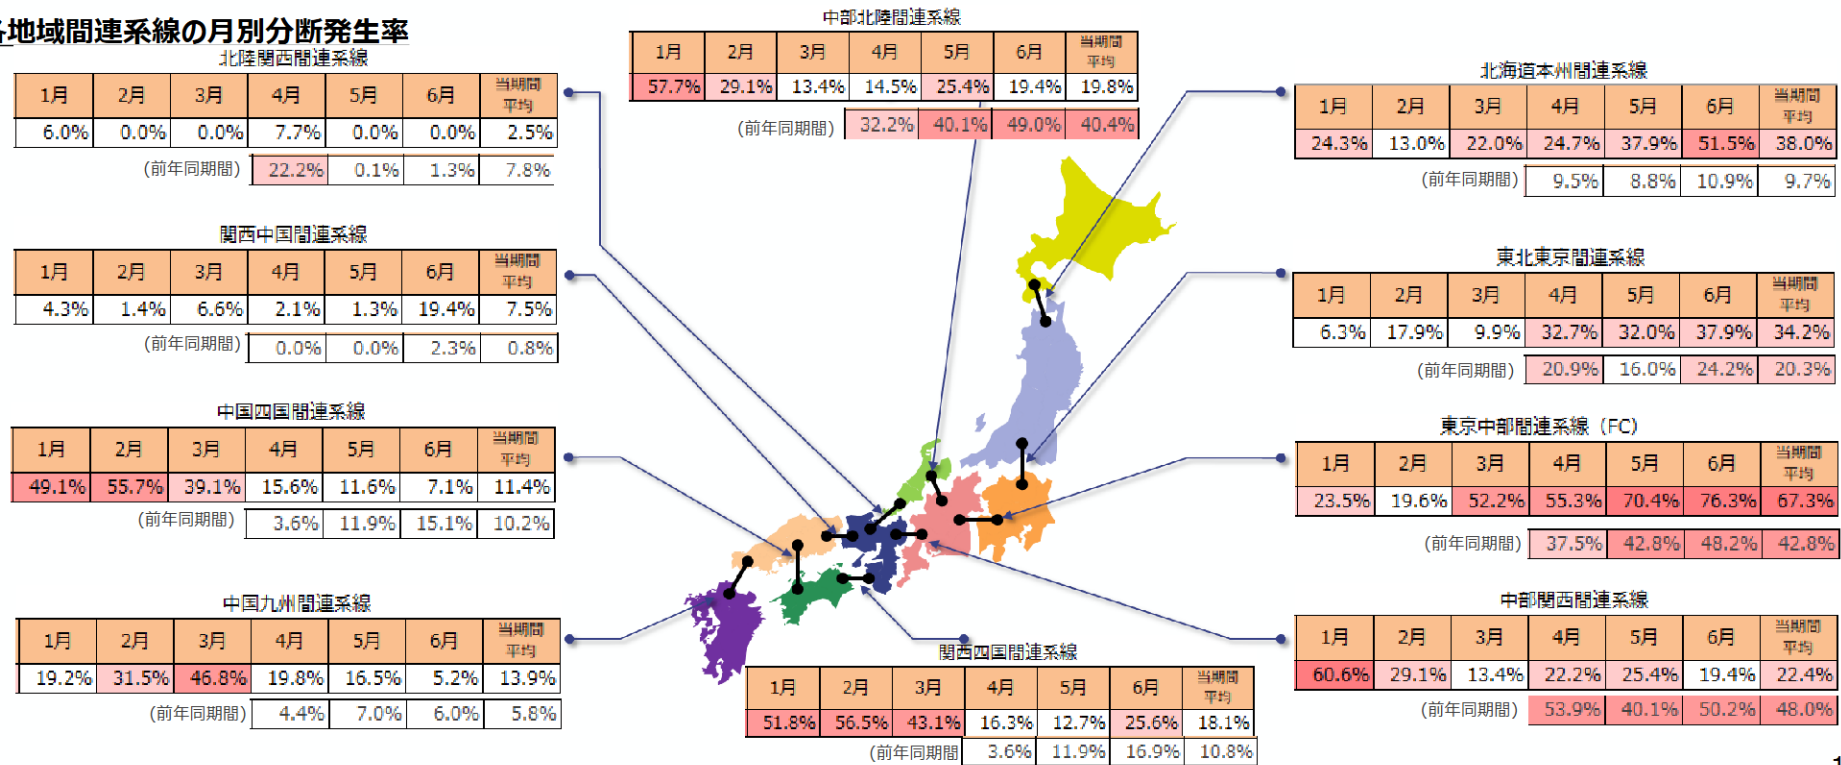 各地域間連系線の月別分断発生率
北陸関西間連系線
1月 2月 3月 4月 5月 6月 当期間平均
6.0% 0.0% 0.0% 7.7% 0.0% 0.0% 2.5%
(前年同期間) 22.2% 0.1% 1.3% 7.8%
関西中国間連系線
1月 2月 3月 4月 5月 6月 当期間平均
4.3% 1.4% 6.6% 2.1% 1.3% 19.4% 7.5%
(前年同期間) 0.0% 0.0% 2.3% 0.8%
中国四国間連系線
1月 2月 3月 4月 5月 6月 当期間平均
49.1% 55.7% 39.1% 15.6% 11.6% 7.1% 11.4%
(前年同期間) 3.6% 11.9% 15.1% 10.2%
中国九州間連系線
1月 2月 3月 4月 5月 6月 当期間平均
19.2% 31.5% 46.8% 19.8% 16.5% 5.2% 13.9%
(前年同期間) 4.4% 7.0% 6.0% 5.8%
中部北陸間連系線
1月 2月 3月 4月 5月 6月 当期間平均
57.7% 29.1% 13.4% 14.5% 25.4% 19.4% 19.8%
(前年同期間) 32.2% 40.1% 49.0% 40.4%
関西四国間連系線
1月 2月 3月 4月 5月 6月 当期間平均
51.8% 56.5% 43.1% 16.3% 12.7% 25.6% 18.1%
(前年同期間 3.6% 11.9% 16.9% 10.8%
北海道本州間連系線
1月 2月 3月 4月 5月 6月 当期間平均
24.3% 13.0% 22.0% 24.7% 37.9% 51.5% 38.0%
(前年同期間) 9.5% 8.8% 10.9% 9.7%
東北東京間連系線
1月 2月 3月 4月 5月 6月 当期間平均
6.3% 17.9% 9.9% 32.7% 32.0% 37.9% 34.2%
(前年同期間) 20.9% 16.0% 24.2% 20.3%
東京中部間連系線（FC）
1月 2月 3月 4月 5月 6月 当期間平均
23.5% 19.6% 52.2% 55.3% 70.4% 76.3% 67.3%
(前年同期間) 37.5% 42.8% 48.2% 42.8%
中部関西間連系線
1月 2月 3月 4月 5月 6月 当期間平均
60.6% 29.1% 13.4% 22.2% 25.4% 19.4% 22.4%
(前年同期間) 53.9% 40.1% 50.2% 48.0%